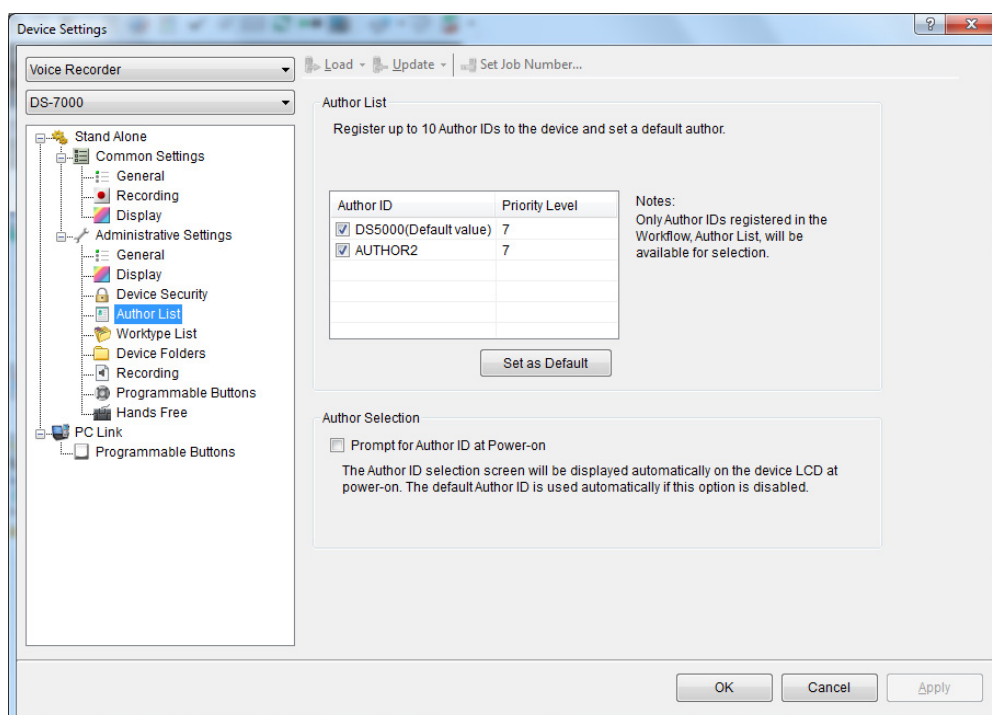 Device Settings
Voice Recorder
Load
Update
Set Job Number...
DS-7000
Stand Alone
Common Settings
General
Recording
Display
Administrative Settings
General
Display
Device Security
Author List
Worktype List
Device Folders
Recording
Programmable Buttons
Hands Free
PC Link
Programmable Buttons
Author List
Register up to 10 Author IDs to the device and set a default author.
Author ID Priority Level
DS5000(Default value) 7
AUTHOR2 7
Notes:
Only Author IDs registered in the
Workflow, Author List, will be
available for selection.
Set as Default
Author Selection
Prompt for Author ID at Power-on
The Author ID selection screen will be displayed automatically on the device LCD at
power-on. The default Author ID is used automatically if this option is disabled.
OK Cancel Apply